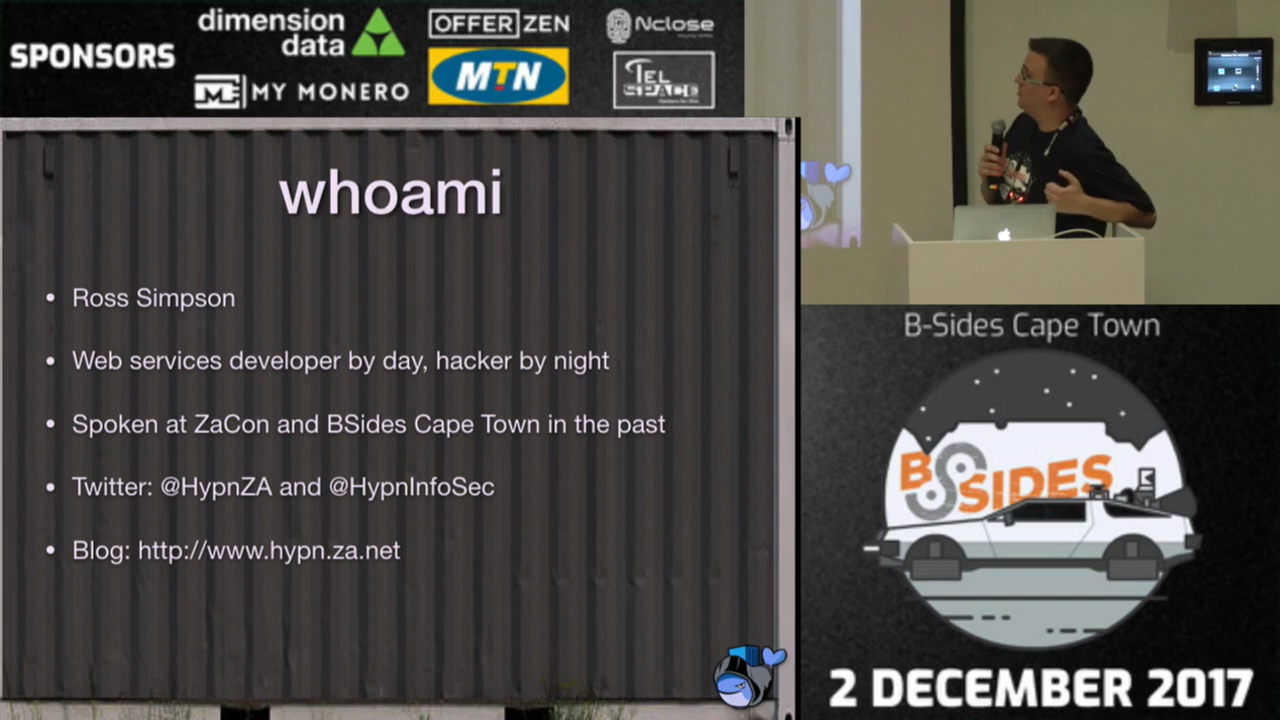 SPONSORS
dimension
data
OFFERZEN
Nclose
MY MONERO
MTN
TEL
SPACE
whoami
• Ross Simpson
• Web services developer by day, hacker by night
• Spoken at ZaCon and BSides Cape Town in the past
• Twitter: @HypnZA and @HypnInfoSec
• Blog: http://www.hypn.za.net
B-Sides Cape Town
BSIDES
2 DECEMBER 2017